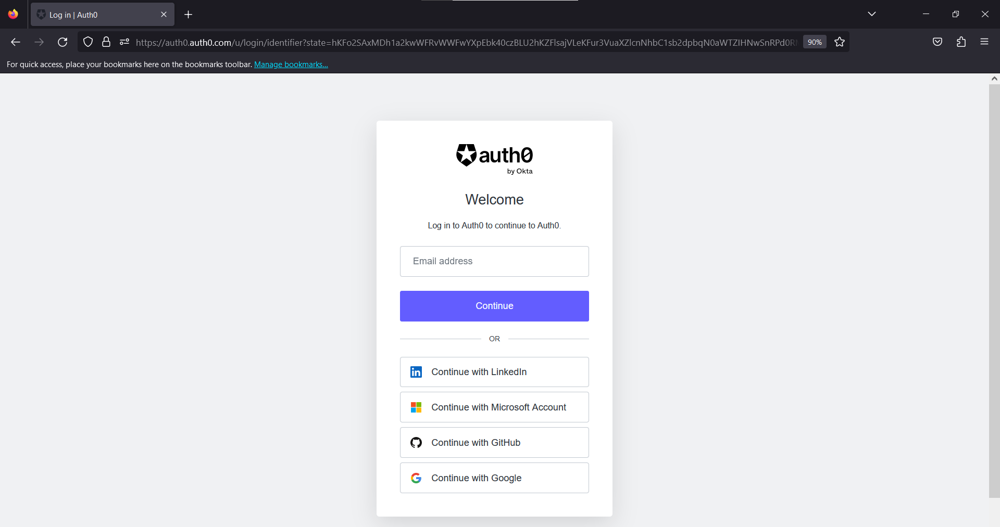 Log in | Auth0
https://auth0.auth0.com/u/login/identifier?state=hKFo2SAxMDh1a2kwWFRvWWFwYXpEbk40czBLU2hKZFlsajVLeKFur3VuaXZlcnNhbC1sb2dpbqN0aWTZIHNwSnRPd0RN
90%
For quick access, place your bookmarks here on the bookmarks toolbar. Manage bookmarks...
auth0
by Okta
Welcome
Log in to Auth0 to continue to Auth0.
Email address
Continue
OR
in Continue with LinkedIn
Continue with Microsoft Account
Continue with GitHub
Continue with Google